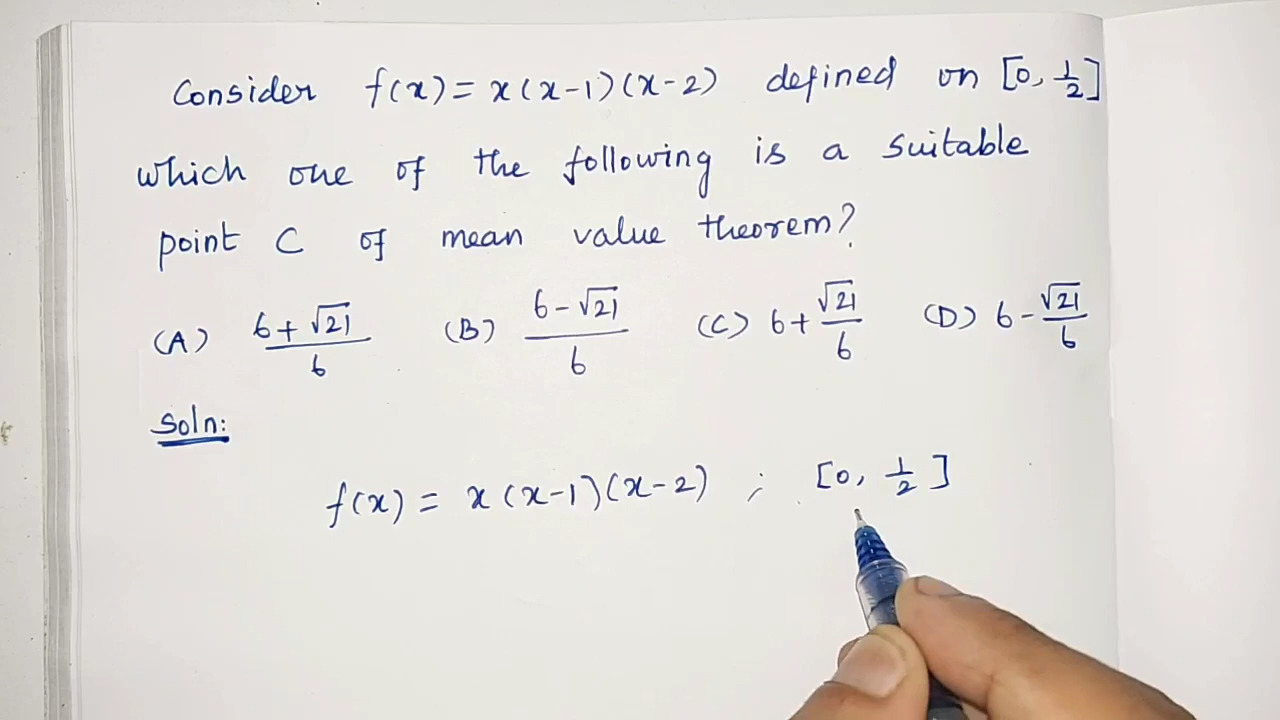 Consider f(x) = x(x-1)(x-2) defined on [0, 1/2]
which one of the following is a suitable
point C of mean value theorem?
(A) (6+√21)/6 (B) (6-√21)/6 (C) 6+√21/6 (D) 6-√21/6
Soln:
f(x) = x(x-1)(x-2) ; [0, 1/2]